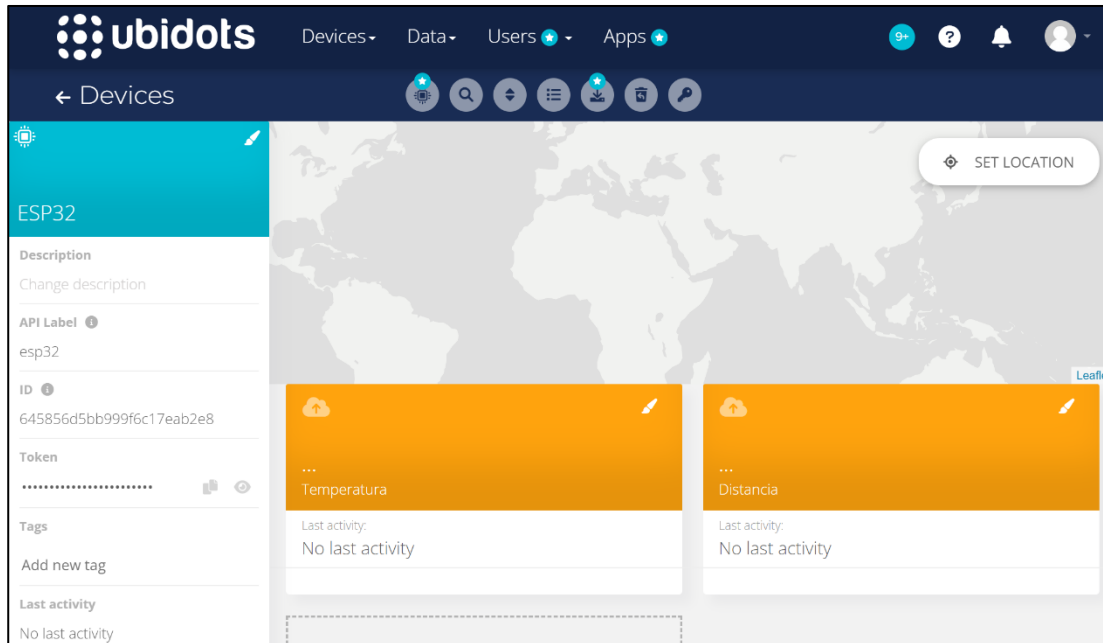 ubidots Devices Data Users Apps 9+ ?
← Devices
SET LOCATION
ESP32
Description
Change description
API Label
esp32
ID
645856d5bb999f6c17eab2e8
Token
••••••••••••••••••••••••
Tags
Add new tag
Last activity
No last activity
Leafle
...
Temperatura
Last activity:
No last activity
...
Distancia
Last activity:
No last activity